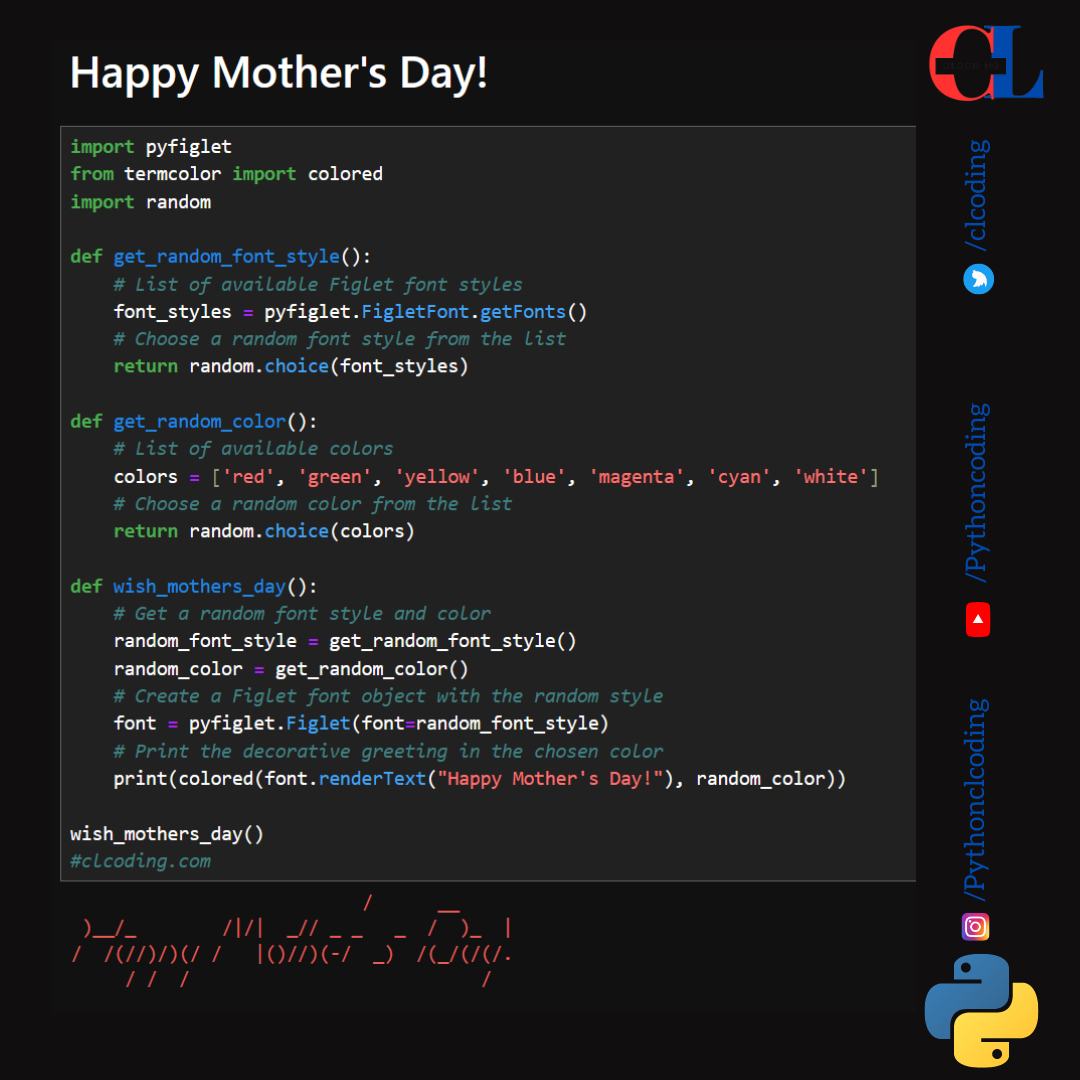 Happy Mother's Day!
import pyfiglet
from termcolor import colored
import random
def get_random_font_style():
    # List of available Figlet font styles
    font_styles = pyfiglet.FigletFont.getFonts()
    # Choose a random font style from the list
    return random.choice(font_styles)
def get_random_color():
    # List of available colors
    colors = ['red', 'green', 'yellow', 'blue', 'magenta', 'cyan', 'white']
    # Choose a random color from the list
    return random.choice(colors)
def wish_mothers_day():
    # Get a random font style and color
    random_font_style = get_random_font_style()
    random_color = get_random_color()
    # Create a Figlet font object with the random style
    font = pyfiglet.Figlet(font=random_font_style)
    # Print the decorative greeting in the chosen color
    print(colored(font.renderText("Happy Mother's Day!"), random_color))
wish_mothers_day()
#clcoding.com
                           /      __
 )__/_        /|/|  _// _ _   _  /  )_  |
/  /(//)/)(/ /   |()//)(-/  _)  /(_/(/(/.
     / /  /                           /
CL
/clcoding
/Pythoncoding
/Pythonclcoding